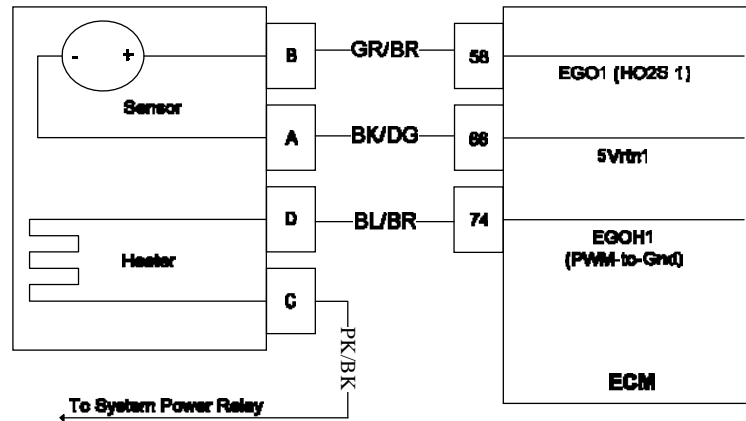 B GR/BR 58
- +
EGO1 (HO2S 1)
Sensor
A BK/DG 66
5Vrtn1
D BL/BR 74
EGOH1
(PWM-to-Gnd)
Heater
C
PK/BK
ECM
To System Power Relay